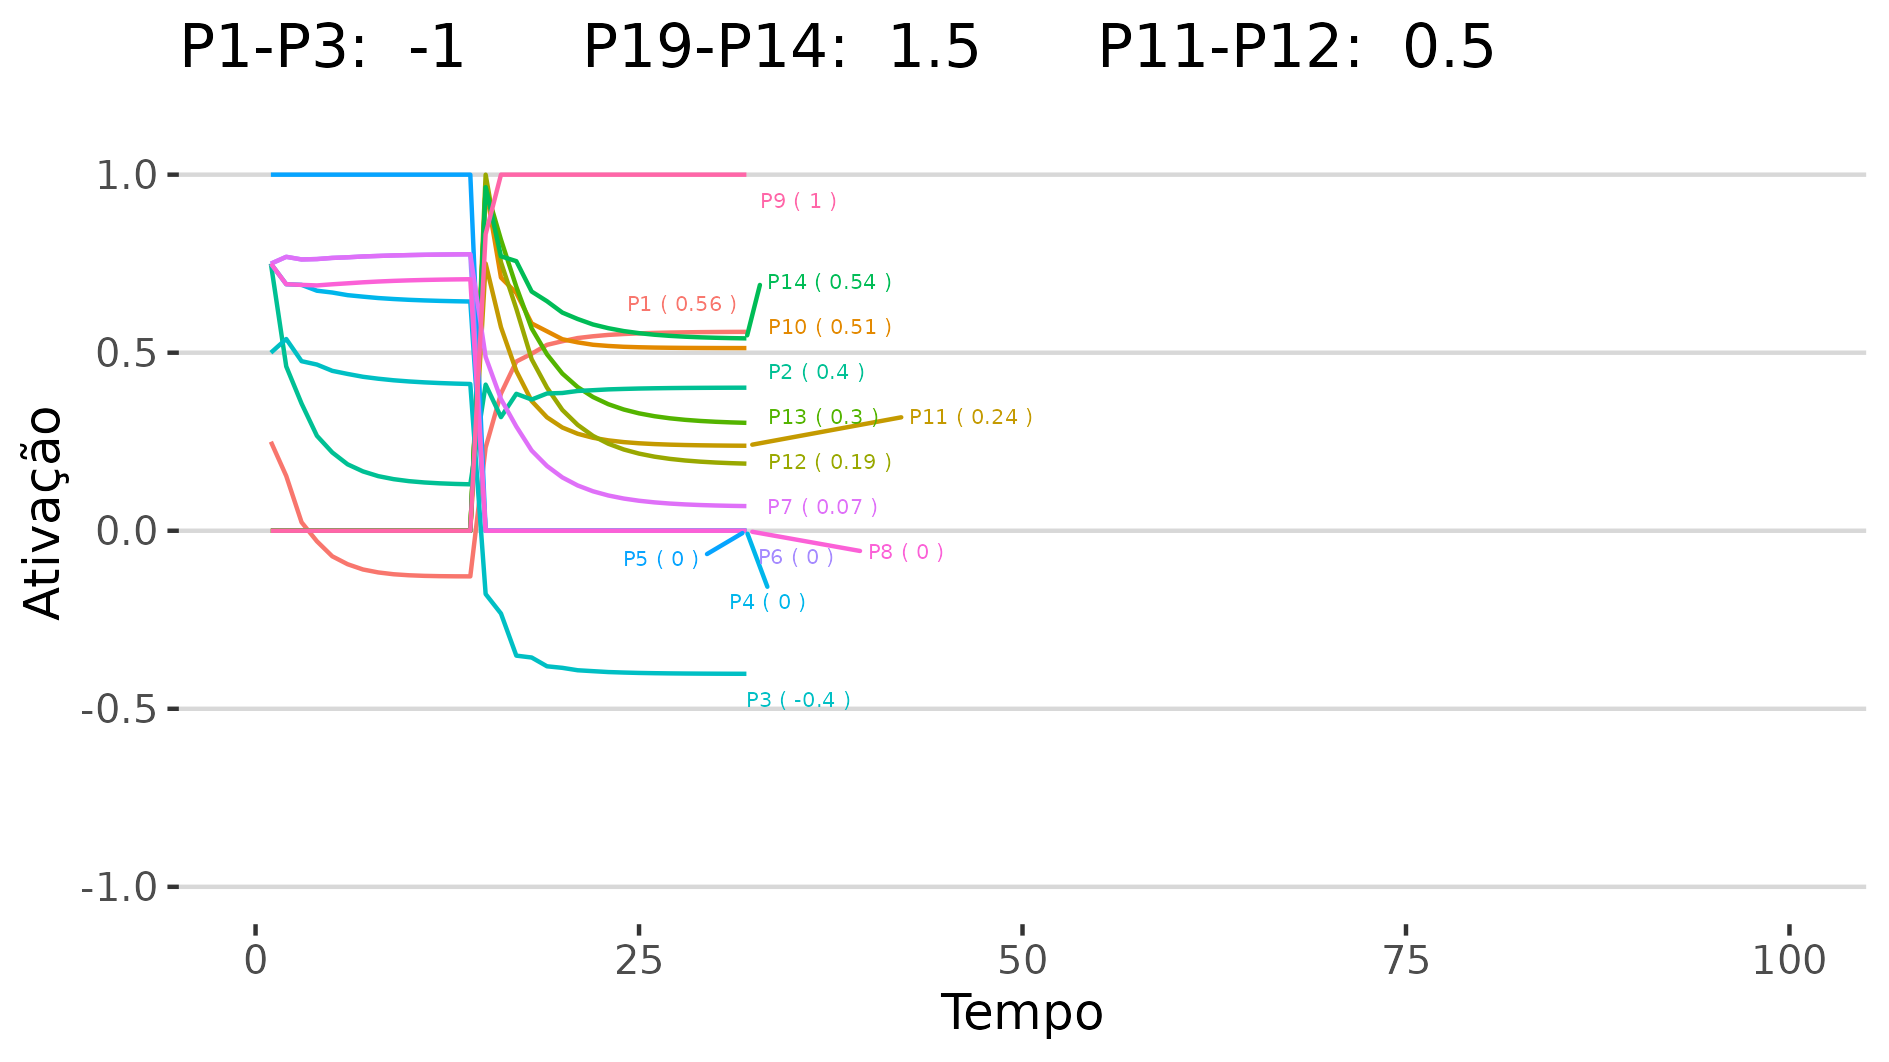 P1-P3:  -1 P19-P14:  1.5 P11-P12:  0.5
1.0
0.5
0.0
-0.5
-1.0
Ativação
P9 ( 1 )
P14 ( 0.54 )
P1 ( 0.56 )
P10 ( 0.51 )
P2 ( 0.4 )
P13 ( 0.3 )
P11 ( 0.24 )
P12 ( 0.19 )
P7 ( 0.07 )
P8 ( 0 )
P5 ( 0 )
P6 ( 0 )
P4 ( 0 )
P3 ( -0.4 )
0 25 50 75 100
Tempo